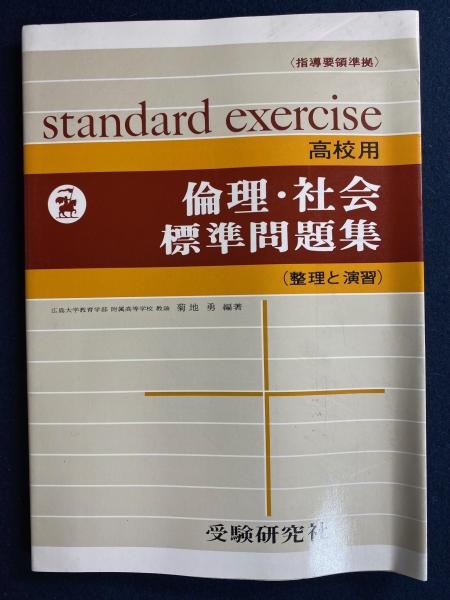 〈指導要領準拠〉
standard exercise
高校用
倫理・社会
標準問題集
(整理と演習)
広島大学教育学部 附属高等学校 教諭 菊地 勇 編著
受験研究社